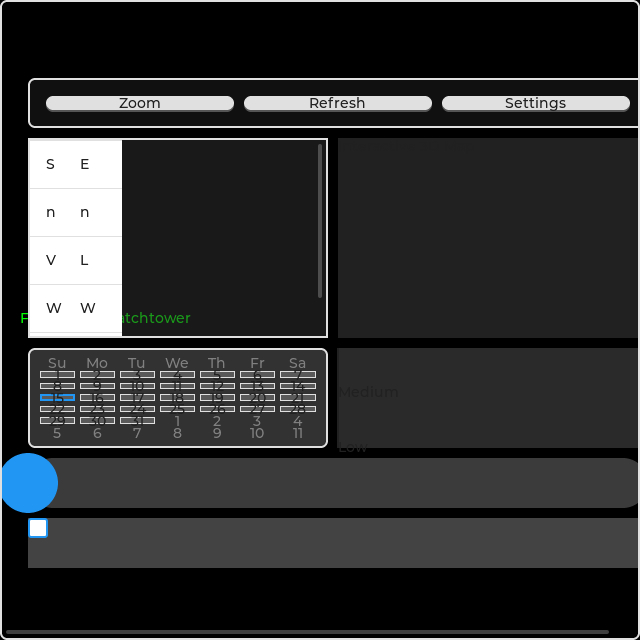 Zoom Refresh Settings
S E
n n
V L
W W
atchtower
Su Mo Tu We Th Fr Sa
1 2 3 4 5 6 7
8 9 10 11 12 13 14
15 16 17 18 19 20 21
22 23 24 25 26 27 28
29 30 31 1 2 3 4
5 6 7 8 9 10 11
Medium
Low